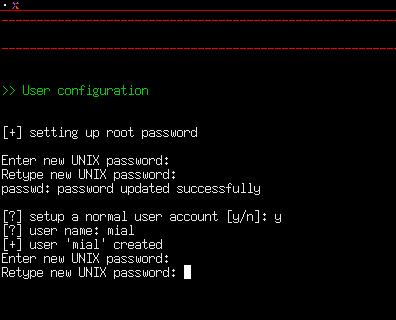 >> User configuration
[+] setting up root password
Enter new UNIX password:
Retype new UNIX password:
passwd: password updated successfully
[?] setup a normal user account [y/n]: y
[?] user name: mial
[+] user 'mial' created
Enter new UNIX password:
Retype new UNIX password: